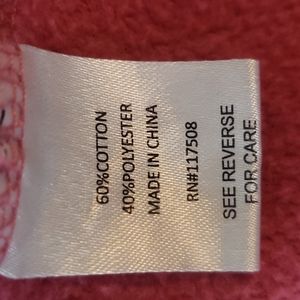 60%COTTON
40%POLYESTER
MADE IN CHINA
RN#117508
SEE REVERSE
FOR CARE